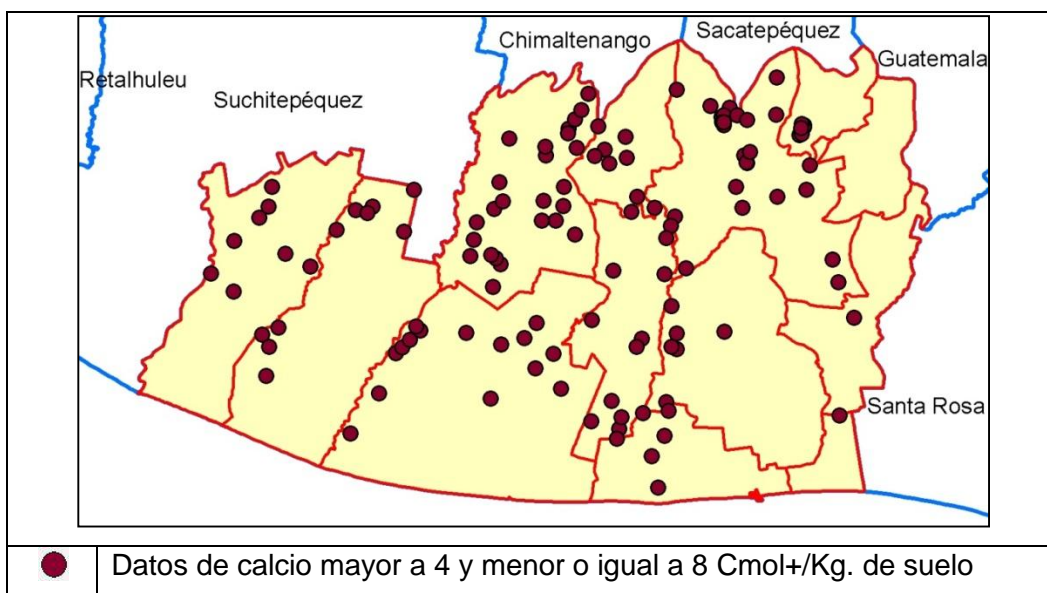 Sacatepéquez
Chimaltenango
Guatemala
Retalhuleu
Suchitepéquez
Santa Rosa
Datos de calcio mayor a 4 y menor o igual a 8 Cmol+/Kg. de suelo